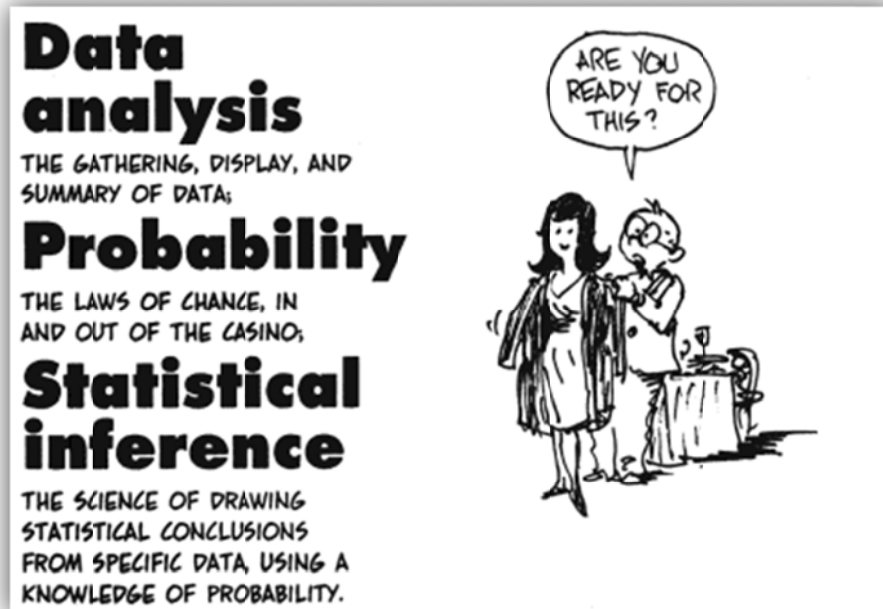 Data
analysis
THE GATHERING, DISPLAY, AND
SUMMARY OF DATA;
Probability
THE LAWS OF CHANCE, IN
AND OUT OF THE CASINO;
Statistical
inference
THE SCIENCE OF DRAWING
STATISTICAL CONCLUSIONS
FROM SPECIFIC DATA, USING A
KNOWLEDGE OF PROBABILITY.
ARE YOU
READY FOR
THIS?